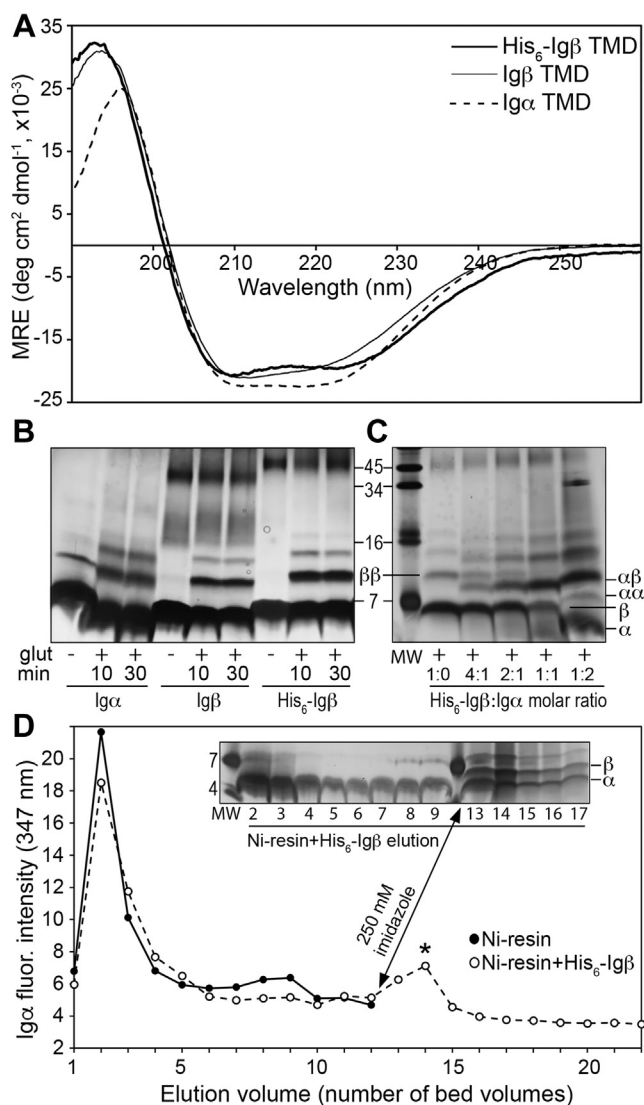 A
35
25
15
5
-5
-15
-25
MRE (deg cm² dmol⁻¹, x10⁻³)
His₆-Igβ TMD
Igβ TMD
Igα TMD
200 210 220 230 240 250
Wavelength (nm)
B
45
34
16
ββ
7
glut - + + - + + - + +
min 10 30 10 30 10 30
Igα Igβ His₆-Igβ
C
αβ
αα
β
α
MW + + + + +
1:0 4:1 2:1 1:1 1:2
His₆-Igβ:Igα molar ratio
D
22
20
18
16
14
12
10
8
6
4
2
Igα fluor. intensity (347 nm)
7
4
β
α
MW 2 3 4 5 6 7 8 9 13 14 15 16 17
Ni-resin+His₆-Igβ elution
250 mM
imidazole
*
Ni-resin
Ni-resin+His₆-Igβ
1 5 10 15 20
Elution volume (number of bed volumes)